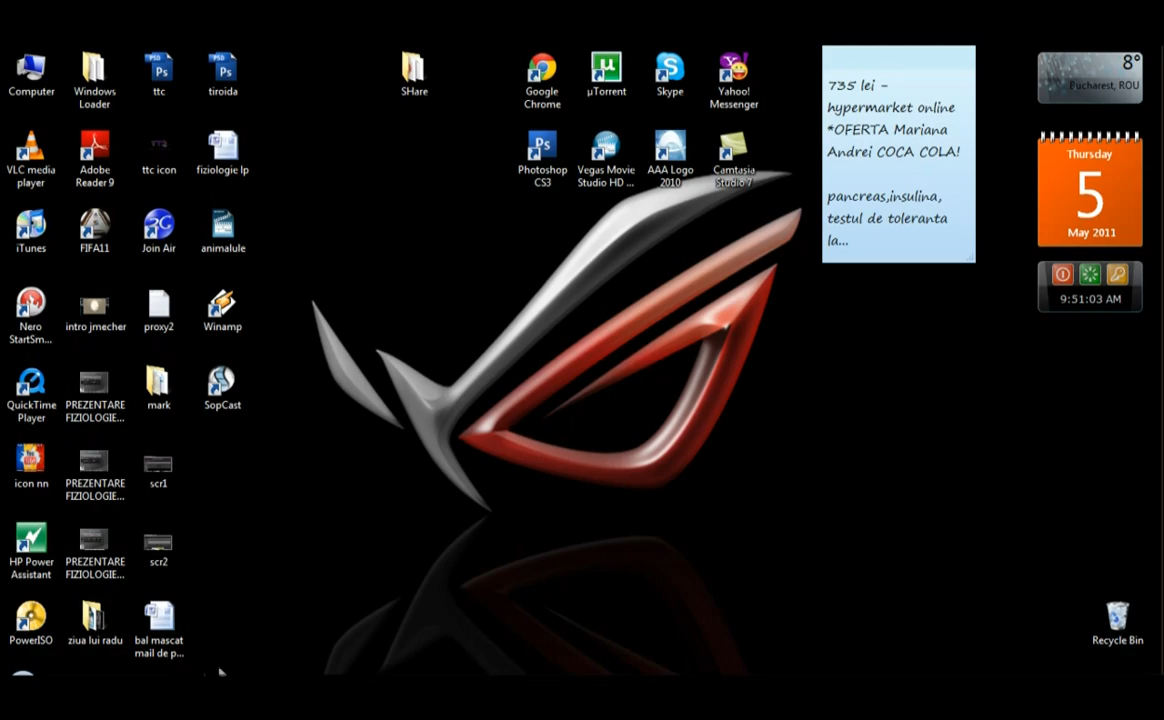 Computer
Windows
Loader
ttc
tiroida
SHare
Google
Chrome
µTorrent
Skype
Yahoo!
Messenger
VLC media
player
Adobe
Reader 9
ttc icon
fiziologie lp
Photoshop
CS3
Vegas Movie
Studio HD ...
AAA Logo
2010
Camtasia
Studio 7
iTunes
FIFA11
Join Air
animalule
Nero
StartSm...
intro jmecher
proxy2
Winamp
QuickTime
Player
PREZENTARE
FIZIOLOGIE...
mark
SopCast
icon nn
PREZENTARE
FIZIOLOGIE...
scr1
HP Power
Assistant
PREZENTARE
FIZIOLOGIE...
scr2
PowerISO
ziua lui radu
bal mascat
mail de p...
735 lei -
hypermarket online
*OFERTA Mariana
Andrei COCA COLA!
pancreas,insulina,
testul de toleranta
la...
8°
Bucharest, ROU
Thursday
5
May 2011
9:51:03 AM
Recycle Bin